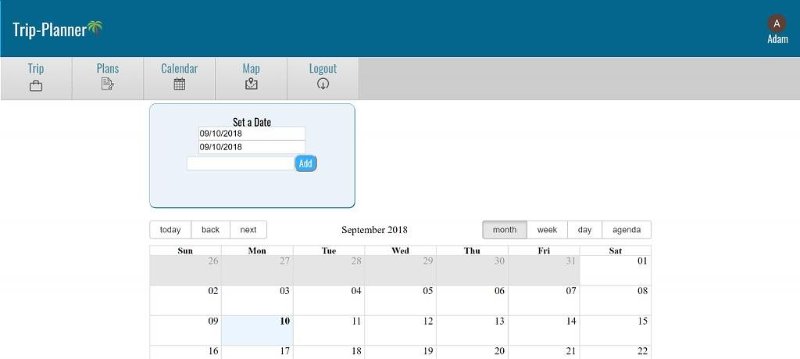 Trip-Planner
A
Adam
Trip Plans Calendar Map Logout
Set a Date
09/10/2018
09/10/2018
Add
today back next September 2018 month week day agenda
Sun Mon Tue Wed Thu Fri Sat
26 27 28 29 30 31 01
02 03 04 05 06 07 08
09 10 11 12 13 14 15
16 17 18 19 20 21 22